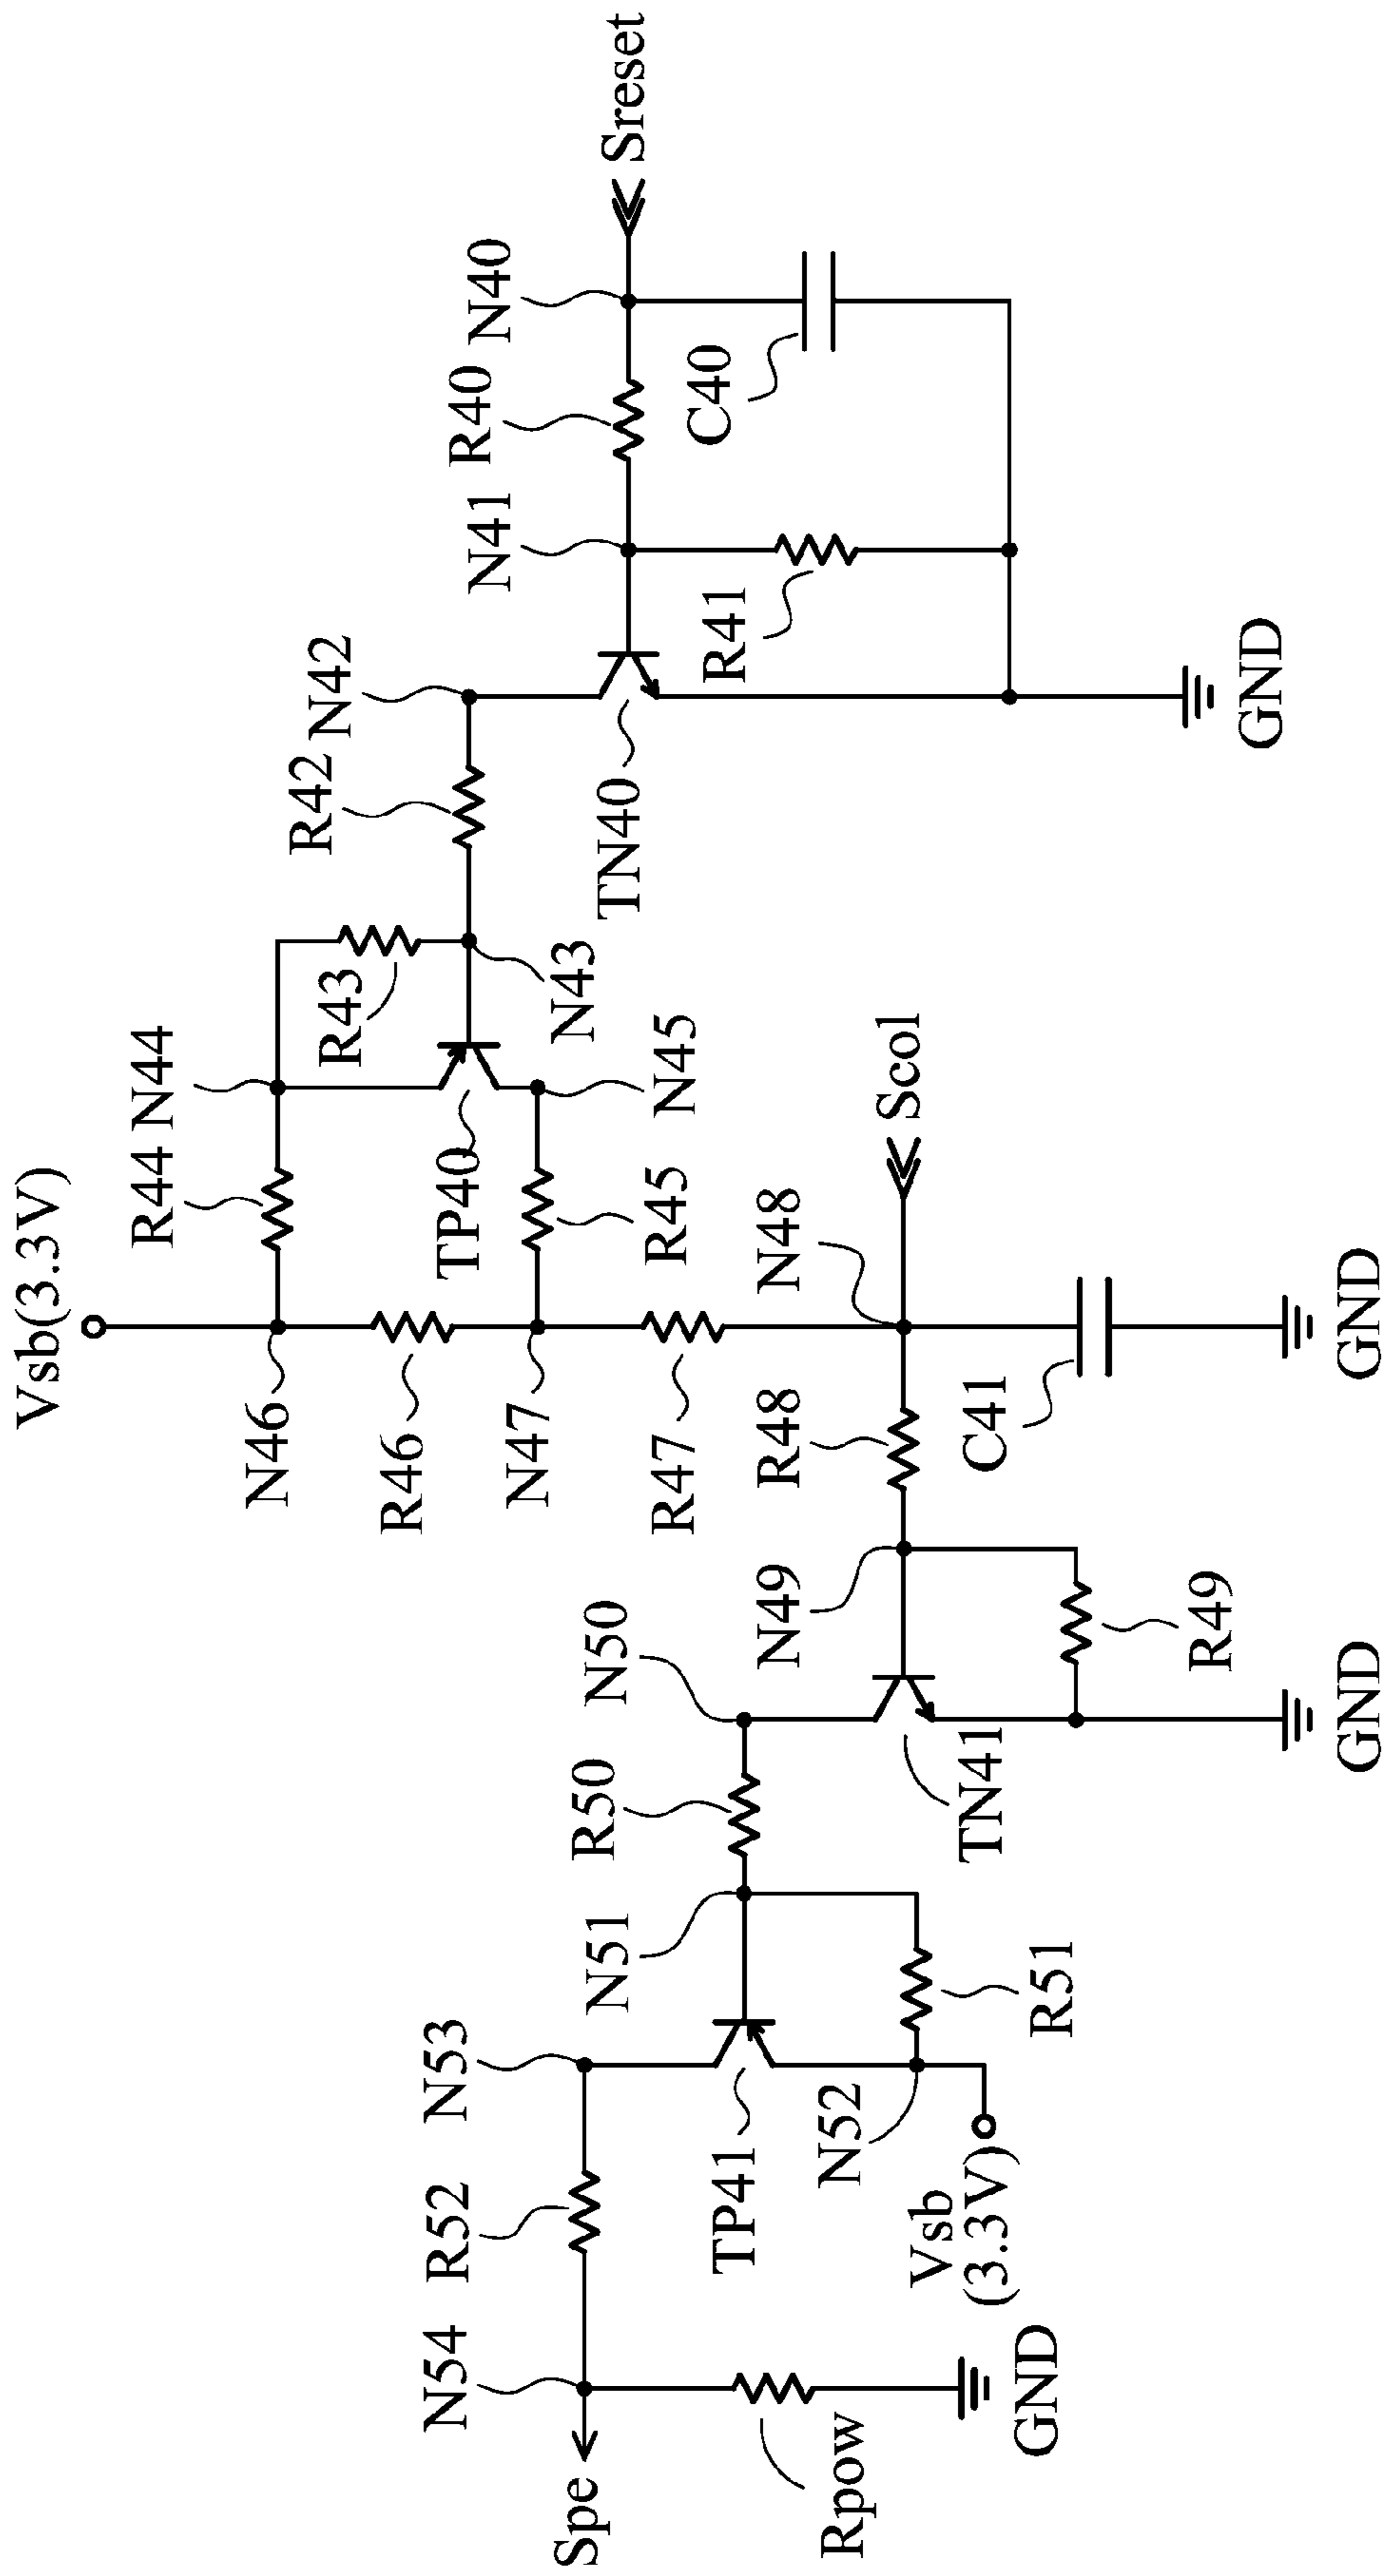 Vsb(3.3V)
R44
N44
R43
R42
N42
N41
R40
N40
Sreset
TP40
N43
N45
R45
TN40
R41
C40
GND
N46
R46
N47
R47
R48
N48
Scol
C41
GND
N49
R49
N50
TN41
GND
R50
N51
R51
N53
TP41
N52
Vsb
(3.3V)
R52
N54
Spe
Rpow
GND